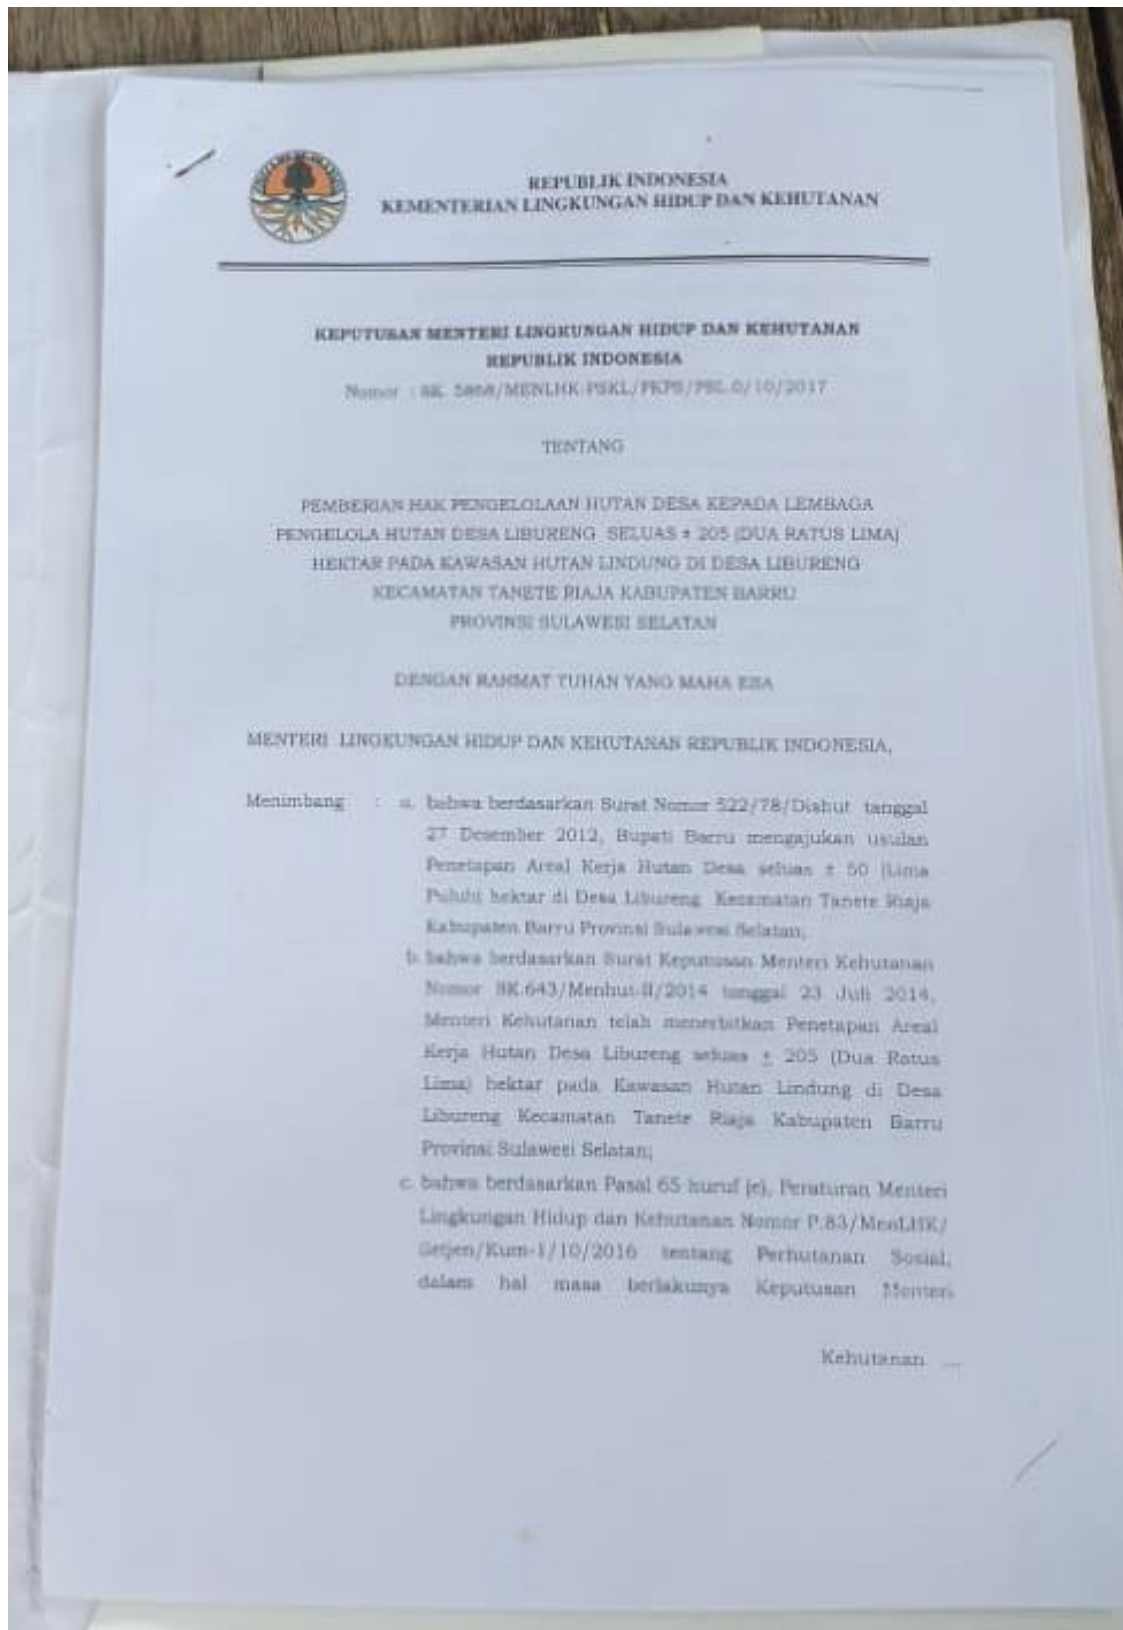 REPUBLIK INDONESIA
KEMENTERIAN LINGKUNGAN HIDUP DAN KEHUTANAN
KEPUTUSAN MENTERI LINGKUNGAN HIDUP DAN KEHUTANAN
REPUBLIK INDONESIA
Nomor : SK. /MENLHK-PSKL/PKPS/PSL.0/10/2017
TENTANG
PEMBERIAN HAK PENGELOLAAN HUTAN DESA KEPADA LEMBAGA
PENGELOLA HUTAN DESA LIBURENG SELUAS ± 205 (DUA RATUS LIMA)
HEKTAR PADA KAWASAN HUTAN LINDUNG DI DESA LIBURENG
KECAMATAN TANETE RIAJA KABUPATEN BARRU
PROVINSI SULAWESI SELATAN
DENGAN RAHMAT TUHAN YANG MAHA ESA
MENTERI LINGKUNGAN HIDUP DAN KEHUTANAN REPUBLIK INDONESIA,
Menimbang : a. bahwa berdasarkan Surat Nomor 522/78/Dishut tanggal
27 Desember 2012, Bupati Barru mengajukan usulan
Penetapan Areal Kerja Hutan Desa seluas ± 50 (Lima
Puluh) hektar di Desa Libureng Kecamatan Tanete Riaja
Kabupaten Barru Provinsi Sulawesi Selatan;
b. bahwa berdasarkan Surat Keputusan Menteri Kehutanan
Nomor SK.643/Menhut-II/2014 tanggal 23 Juli 2014,
Menteri Kehutanan telah menerbitkan Penetapan Areal
Kerja Hutan Desa Libureng seluas ± 205 (Dua Ratus
Lima) hektar pada Kawasan Hutan Lindung di Desa
Libureng Kecamatan Tanete Riaja Kabupaten Barru
Provinsi Sulawesi Selatan;
c. bahwa berdasarkan Pasal 65 huruf (e), Peraturan Menteri
Lingkungan Hidup dan Kehutanan Nomor P.83/MenLHK/
Setjen/Kum-1/10/2016 tentang Perhutanan Sosial,
dalam hal masa berlakunya Keputusan Menteri
Kehutanan ...